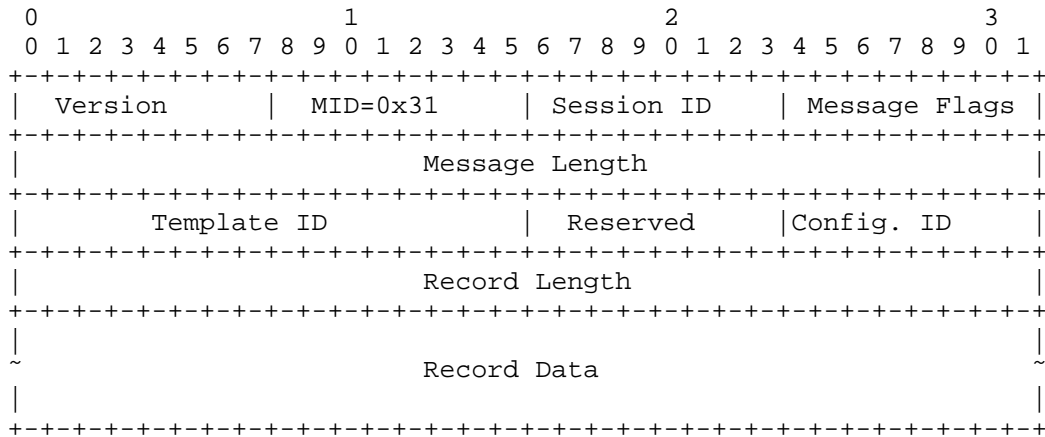 0                   1                   2                   3
 0 1 2 3 4 5 6 7 8 9 0 1 2 3 4 5 6 7 8 9 0 1 2 3 4 5 6 7 8 9 0 1
+-+-+-+-+-+-+-+-+-+-+-+-+-+-+-+-+-+-+-+-+-+-+-+-+-+-+-+-+-+-+-+-+
|  Version      |  MID=0x31     | Session ID    | Message Flags |
+-+-+-+-+-+-+-+-+-+-+-+-+-+-+-+-+-+-+-+-+-+-+-+-+-+-+-+-+-+-+-+-+
|                         Message Length                        |
+-+-+-+-+-+-+-+-+-+-+-+-+-+-+-+-+-+-+-+-+-+-+-+-+-+-+-+-+-+-+-+-+
|        Template ID            |  Reserved     |Config. ID     |
+-+-+-+-+-+-+-+-+-+-+-+-+-+-+-+-+-+-+-+-+-+-+-+-+-+-+-+-+-+-+-+-+
|                         Record Length                         |
+-+-+-+-+-+-+-+-+-+-+-+-+-+-+-+-+-+-+-+-+-+-+-+-+-+-+-+-+-+-+-+-+
|                                                               |
~                         Record Data                           ~
|                                                               |
+-+-+-+-+-+-+-+-+-+-+-+-+-+-+-+-+-+-+-+-+-+-+-+-+-+-+-+-+-+-+-+-+